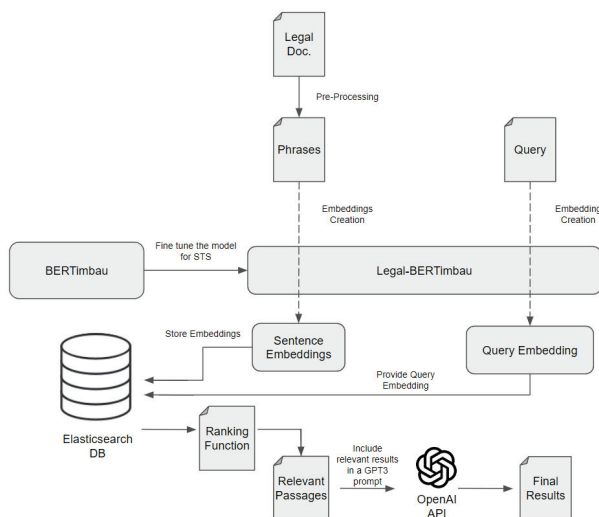 Legal
Doc.
Pre-Processing
Phrases
Query
Embeddings
Creation
Embedding
Creation
Fine tune the model
for STS
BERTimbau
Legal-BERTimbau
Store Embeddings
Sentence
Embeddings
Query Embedding
Provide Query
Embedding
Elasticsearch
DB
Ranking
Function
Include
relevant results
in a GPT3
prompt
Relevant
Passages
OpenAI
API
Final
Results